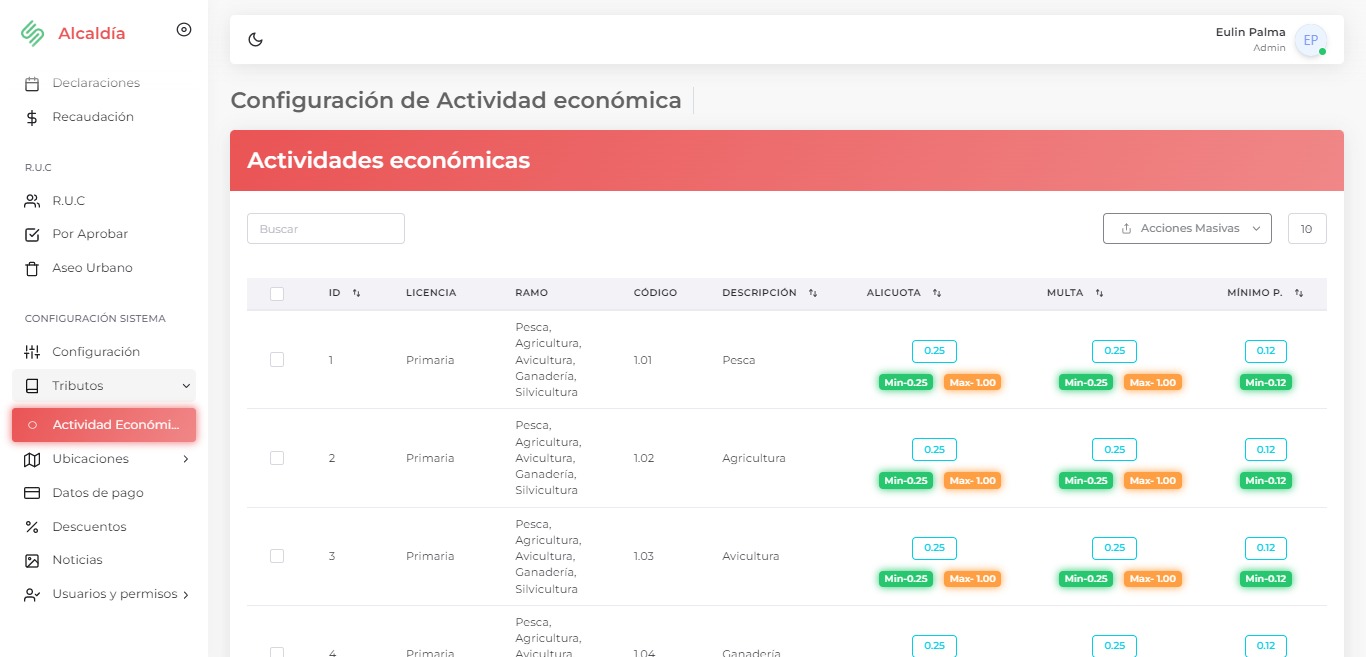 Alcaldía
Declaraciones
Recaudación
R.U.C
R.U.C
Por Aprobar
Aseo Urbano
CONFIGURACIÓN SISTEMA
Configuración
Tributos
Actividad Económi...
Ubicaciones
Datos de pago
Descuentos
Noticias
Usuarios y permisos
Eulin Palma
Admin
EP
Configuración de Actividad económica
Actividades económicas
Buscar
Acciones Masivas
10
ID LICENCIA RAMO CÓDIGO DESCRIPCIÓN ALICUOTA MULTA MÍNIMO P.
1 Primaria
Pesca,
Agricultura,
Avicultura,
Ganadería,
Silvicultura
1.01 Pesca
0.25 0.25 0.12
Min-0.25 Max- 1.00 Min-0.25 Max- 1.00 Min-0.12
2 Primaria
Pesca,
Agricultura,
Avicultura,
Ganadería,
Silvicultura
1.02 Agricultura
0.25 0.25 0.12
Min-0.25 Max- 1.00 Min-0.25 Max- 1.00 Min-0.12
3 Primaria
Pesca,
Agricultura,
Avicultura,
Ganadería,
Silvicultura
1.03 Avicultura
0.25 0.25 0.12
Min-0.25 Max- 1.00 Min-0.25 Max- 1.00 Min-0.12
4 Primaria
Pesca,
Agricultura,
Avicultura,
1.04 Ganadería
0.25 0.25 0.12